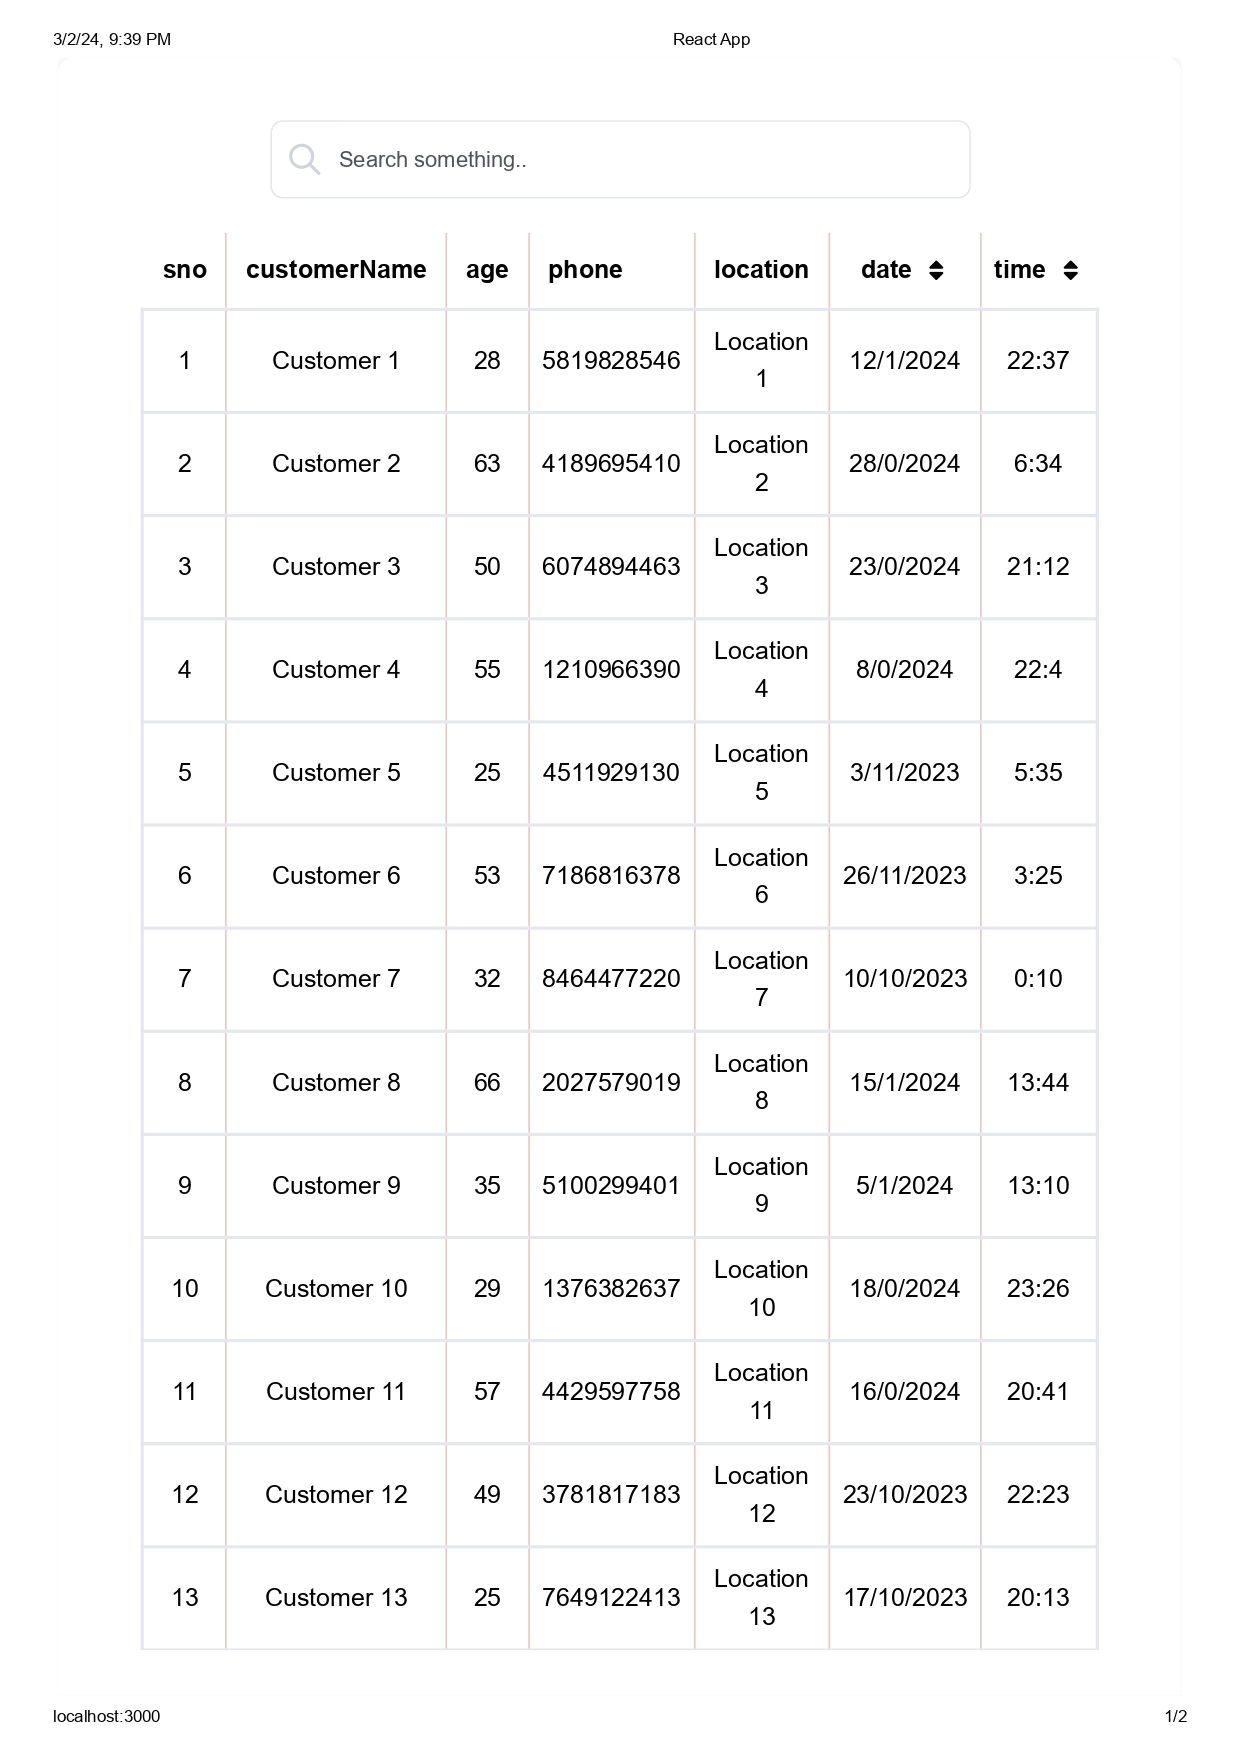 3/2/24, 9:39 PM React App
Search something..
sno customerName age phone location date time
1 Customer 1 28 5819828546 Location 1 12/1/2024 22:37
2 Customer 2 63 4189695410 Location 2 28/0/2024 6:34
3 Customer 3 50 6074894463 Location 3 23/0/2024 21:12
4 Customer 4 55 1210966390 Location 4 8/0/2024 22:4
5 Customer 5 25 4511929130 Location 5 3/11/2023 5:35
6 Customer 6 53 7186816378 Location 6 26/11/2023 3:25
7 Customer 7 32 8464477220 Location 7 10/10/2023 0:10
8 Customer 8 66 2027579019 Location 8 15/1/2024 13:44
9 Customer 9 35 5100299401 Location 9 5/1/2024 13:10
10 Customer 10 29 1376382637 Location 10 18/0/2024 23:26
11 Customer 11 57 4429597758 Location 11 16/0/2024 20:41
12 Customer 12 49 3781817183 Location 12 23/10/2023 22:23
13 Customer 13 25 7649122413 Location 13 17/10/2023 20:13
localhost:3000 1/2